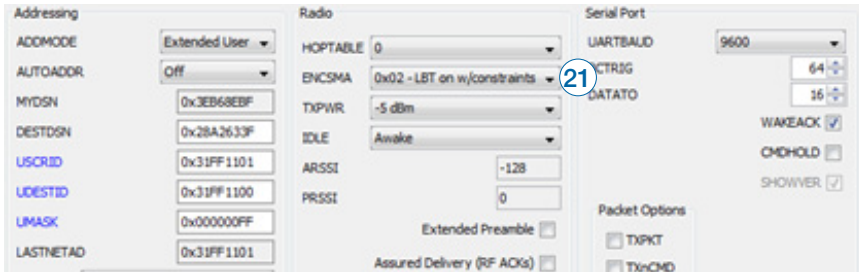 Addressing
ADDMODE Extended User
AUTOADDR Off
MYDSN 0x3EB68EBF
DESTDSN 0x28A2633F
USCRID 0x31FF1101
UDESTID 0x31FF1100
UMASK 0x000000FF
LASTNETAD 0x31FF1101
Radio
HOPTABLE 0
ENCSMA 0x02 - LBT on w/constraints
21
TXPWR -5 dBm
IDLE Awake
ARSSI -128
PRSSI 0
Extended Preamble
Assured Delivery (RF ACKs)
Serial Port
UARTBAUD 9600
CTRIG 64
DATATO 16
WAKEACK
CMDHOLD
SHOWVER
Packet Options
TXPKT
TXnCMD